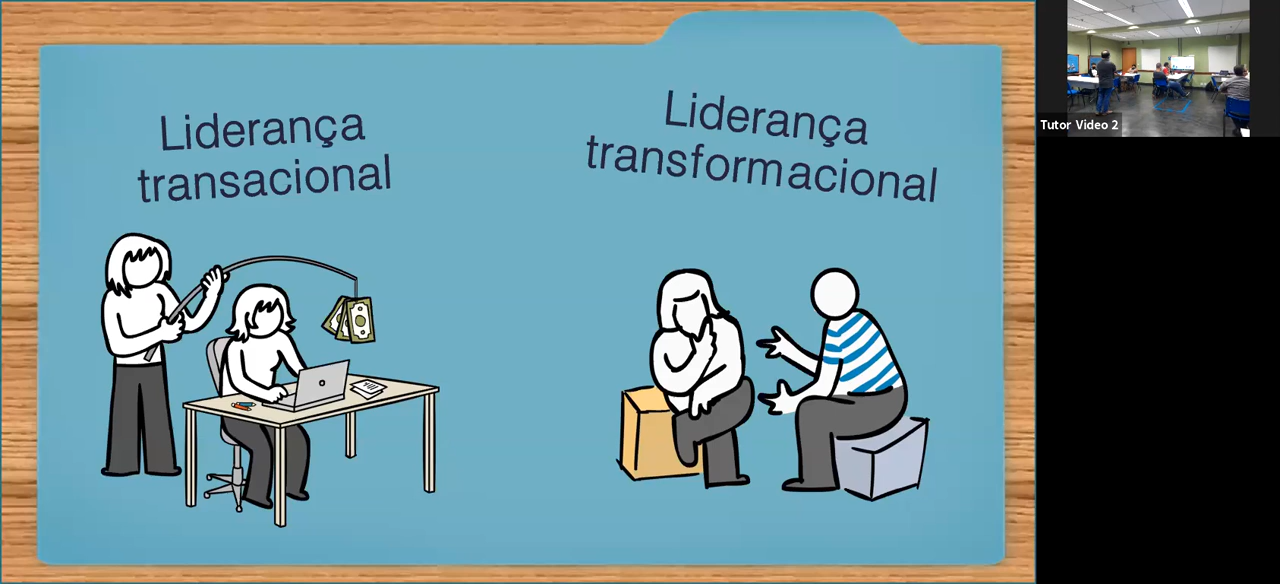 Liderança
transacional
Liderança
transformacional
Tutor Video 2